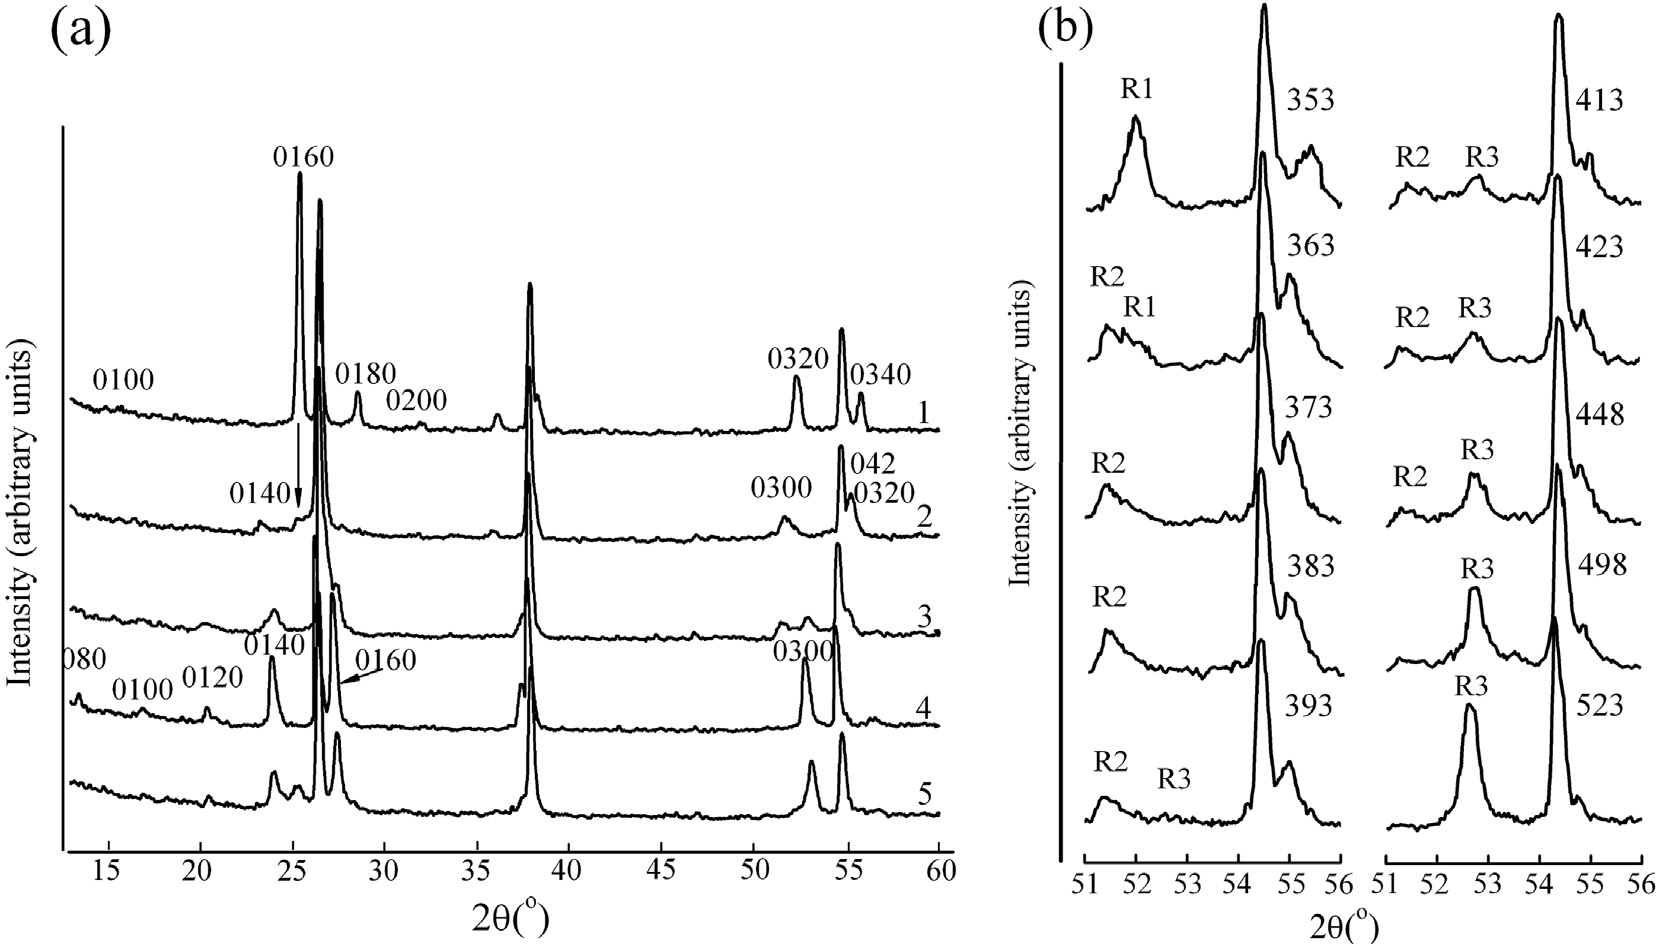 (a)
0160
0100
0180
0200
0320
0340
1
0140
0300
042
0320
2
3
080
0100
0120
0140
0160
0300
4
5
15 20 25 30 35 40 45 50 55 60
2θ(°)
Intensity (arbitrary units)
(b)
R1
353
R2
R3
413
R2
R1
363
R2
R3
423
R2
373
R2
R3
448
R2
383
R3
498
R2
R3
393
R3
523
51 52 53 54 55 56
51 52 53 54 55 56
2θ(°)
Intensity (arbitrary units)